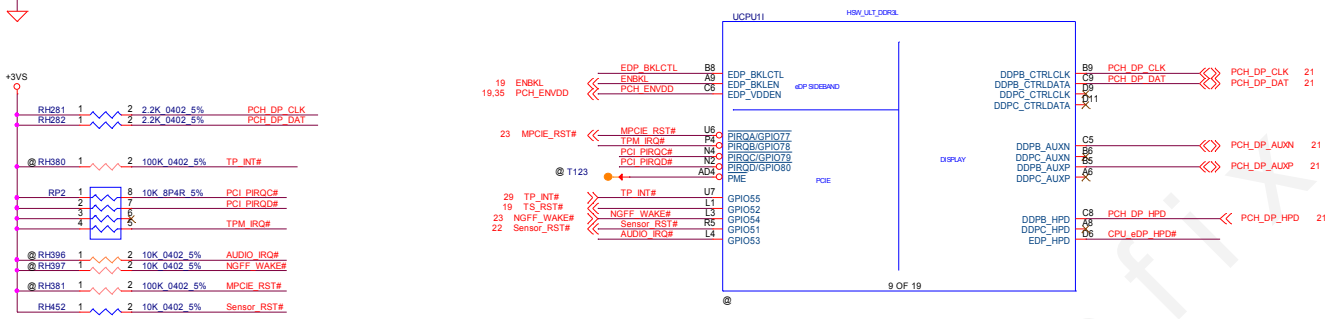 +3VS
RH281 1 2 2.2K_0402_5% PCH_DP_CLK
RH282 1 2 2.2K_0402_5% PCH_DP_DAT
@ RH380 1 2 100K_0402_5% TP_INT#
RP2 1 8 10K_8P4R_5% PCI_PIRQC#
2 7 PCI_PIRQD#
3 6
4 5 TPM_IRQ#
@ RH396 1 2 10K_0402_5% AUDIO_IRQ#
@ RH397 1 2 10K_0402_5% NGFF_WAKE#
@ RH381 1 2 100K_0402_5% MPCIE_RST#
RH452 1 2 10K_0402_5% Sensor_RST#
UCPU1I
HSW_ULT_DDR3L
EDP_BKLCTL B8 EDP_BKLCTL
19 ENBKL ENBKL A9 EDP_BKLEN
19,35 PCH_ENVDD PCH_ENVDD C6 EDP_VDDEN
eDP SIDEBAND
23 MPCIE_RST# MPCIE_RST# U6 PIRQA/GPIO77
TPM_IRQ# P4 PIRQB/GPIO78
PCI_PIRQC# N4 PIRQC/GPIO79
PCI_PIRQD# N2 PIRQD/GPIO80
@ T123 AD4 PME
PCIE
29 TP_INT# TP_INT# U7 GPIO55
19 TS_RST# L1 GPIO52
23 NGFF_WAKE# NGFF_WAKE# L3 GPIO54
22 Sensor_RST# Sensor_RST# R5 GPIO51
AUDIO_IRQ# L4 GPIO53
DISPLAY
DDPB_CTRLCLK B9 PCH_DP_CLK PCH_DP_CLK 21
DDPB_CTRLDATA C9 PCH_DP_DAT PCH_DP_DAT 21
DDPC_CTRLCLK D9
DDPC_CTRLDATA D11
DDPB_AUXN C5 PCH_DP_AUXN 21
DDPC_AUXN B6
DDPB_AUXP B5 PCH_DP_AUXP 21
DDPC_AUXP A6
DDPB_HPD C8 PCH_DP_HPD PCH_DP_HPD 21
DDPC_HPD A8
EDP_HPD D6 CPU_eDP_HPD#
9 OF 19
@
f i x